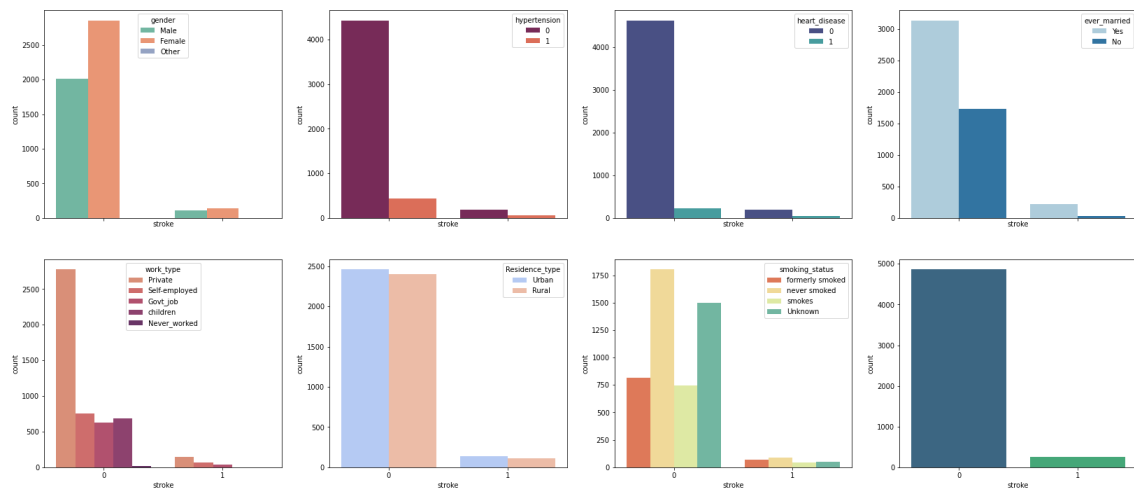 gender
Male
Female
Other
count
2500
2000
1500
1000
500
0
0
1
stroke
hypertension
0
1
count
4000
3000
2000
1000
0
stroke
heart_disease
0
1
count
4000
3000
2000
1000
0
stroke
ever_married
Yes
No
count
3000
2500
2000
1500
1000
500
0
stroke
work_type
Private
Self-employed
Govt_job
children
Never_worked
count
2500
2000
1500
1000
500
0
0
1
stroke
Residence_type
Urban
Rural
count
2500
2000
1500
1000
500
0
0
1
stroke
smoking_status
formerly smoked
never smoked
smokes
Unknown
count
1750
1500
1250
1000
750
500
250
0
0
1
stroke
count
5000
4000
3000
2000
1000
0
0
1
stroke